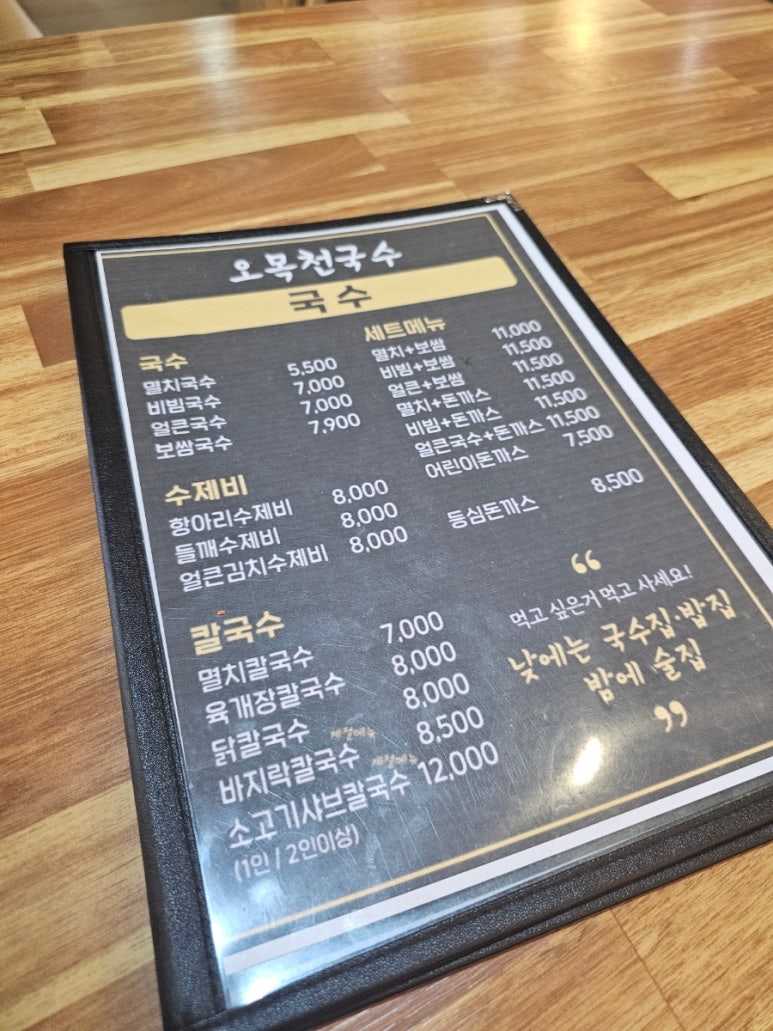 오목천국수
국수
국수
멸치국수 5,500
비빔국수 7,000
얼큰국수 7,000
보쌈국수 7,900
세트메뉴
멸치+보쌈 11,000
비빔+보쌈 11,500
얼큰+보쌈 11,500
멸치+돈까스 11,500
비빔+돈까스 11,500
얼큰국수+돈까스 11,500
어린이돈까스 7,500
등심돈까스 8,500
수제비
항아리수제비 8,000
들깨수제비 8,000
얼큰김치수제비 8,000
칼국수
멸치칼국수 7,000
육개장칼국수 8,000
닭칼국수 계절메뉴 8,000
바지락칼국수 계절메뉴 8,500
소고기샤브칼국수 12,000
(1인 / 2인이상)
“
먹고 싶은거 먹고 사세요!
낮에는 국수집·밥집
밤에 술집
”